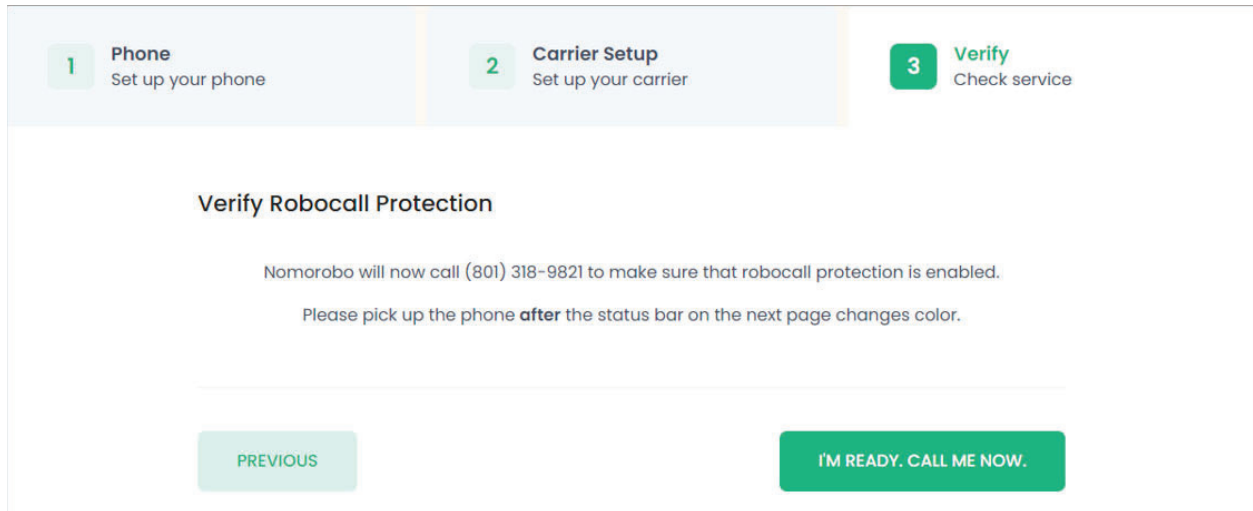 1
Phone
Set up your phone
2
Carrier Setup
Set up your carrier
3
Verify
Check service
Verify Robocall Protection
Nomorobo will now call (801) 318-9821 to make sure that robocall protection is enabled.
Please pick up the phone after the status bar on the next page changes color.
PREVIOUS
I'M READY. CALL ME NOW.